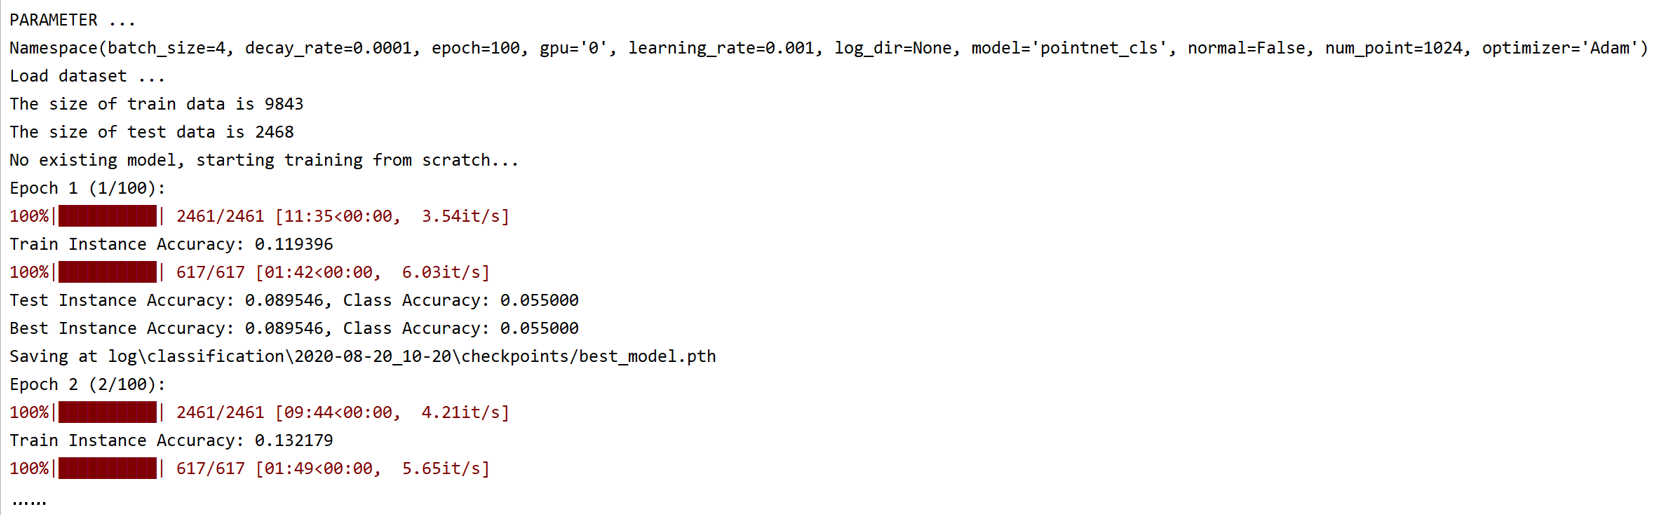 PARAMETER ...
Namespace(batch_size=4, decay_rate=0.0001, epoch=100, gpu='0', learning_rate=0.001, log_dir=None, model='pointnet_cls', normal=False, num_point=1024, optimizer='Adam')
Load dataset ...
The size of train data is 9843
The size of test data is 2468
No existing model, starting training from scratch...
Epoch 1 (1/100):
100%|██████████| 2461/2461 [11:35<00:00,  3.54it/s]
Train Instance Accuracy: 0.119396
100%|██████████| 617/617 [01:42<00:00,  6.03it/s]
Test Instance Accuracy: 0.089546, Class Accuracy: 0.055000
Best Instance Accuracy: 0.089546, Class Accuracy: 0.055000
Saving at log\classification\2020-08-20_10-20\checkpoints/best_model.pth
Epoch 2 (2/100):
100%|██████████| 2461/2461 [09:44<00:00,  4.21it/s]
Train Instance Accuracy: 0.132179
100%|██████████| 617/617 [01:49<00:00,  5.65it/s]
......